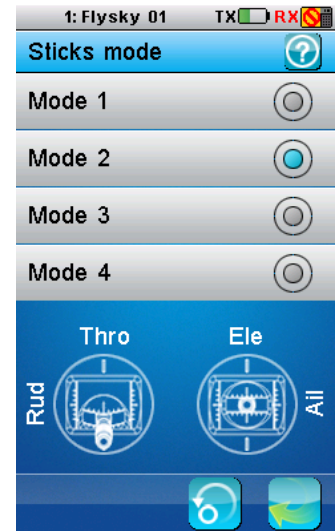 1: Flysky 01 TX RX
Sticks mode ?
Mode 1
Mode 2
Mode 3
Mode 4
Thro Ele
Rud Ail